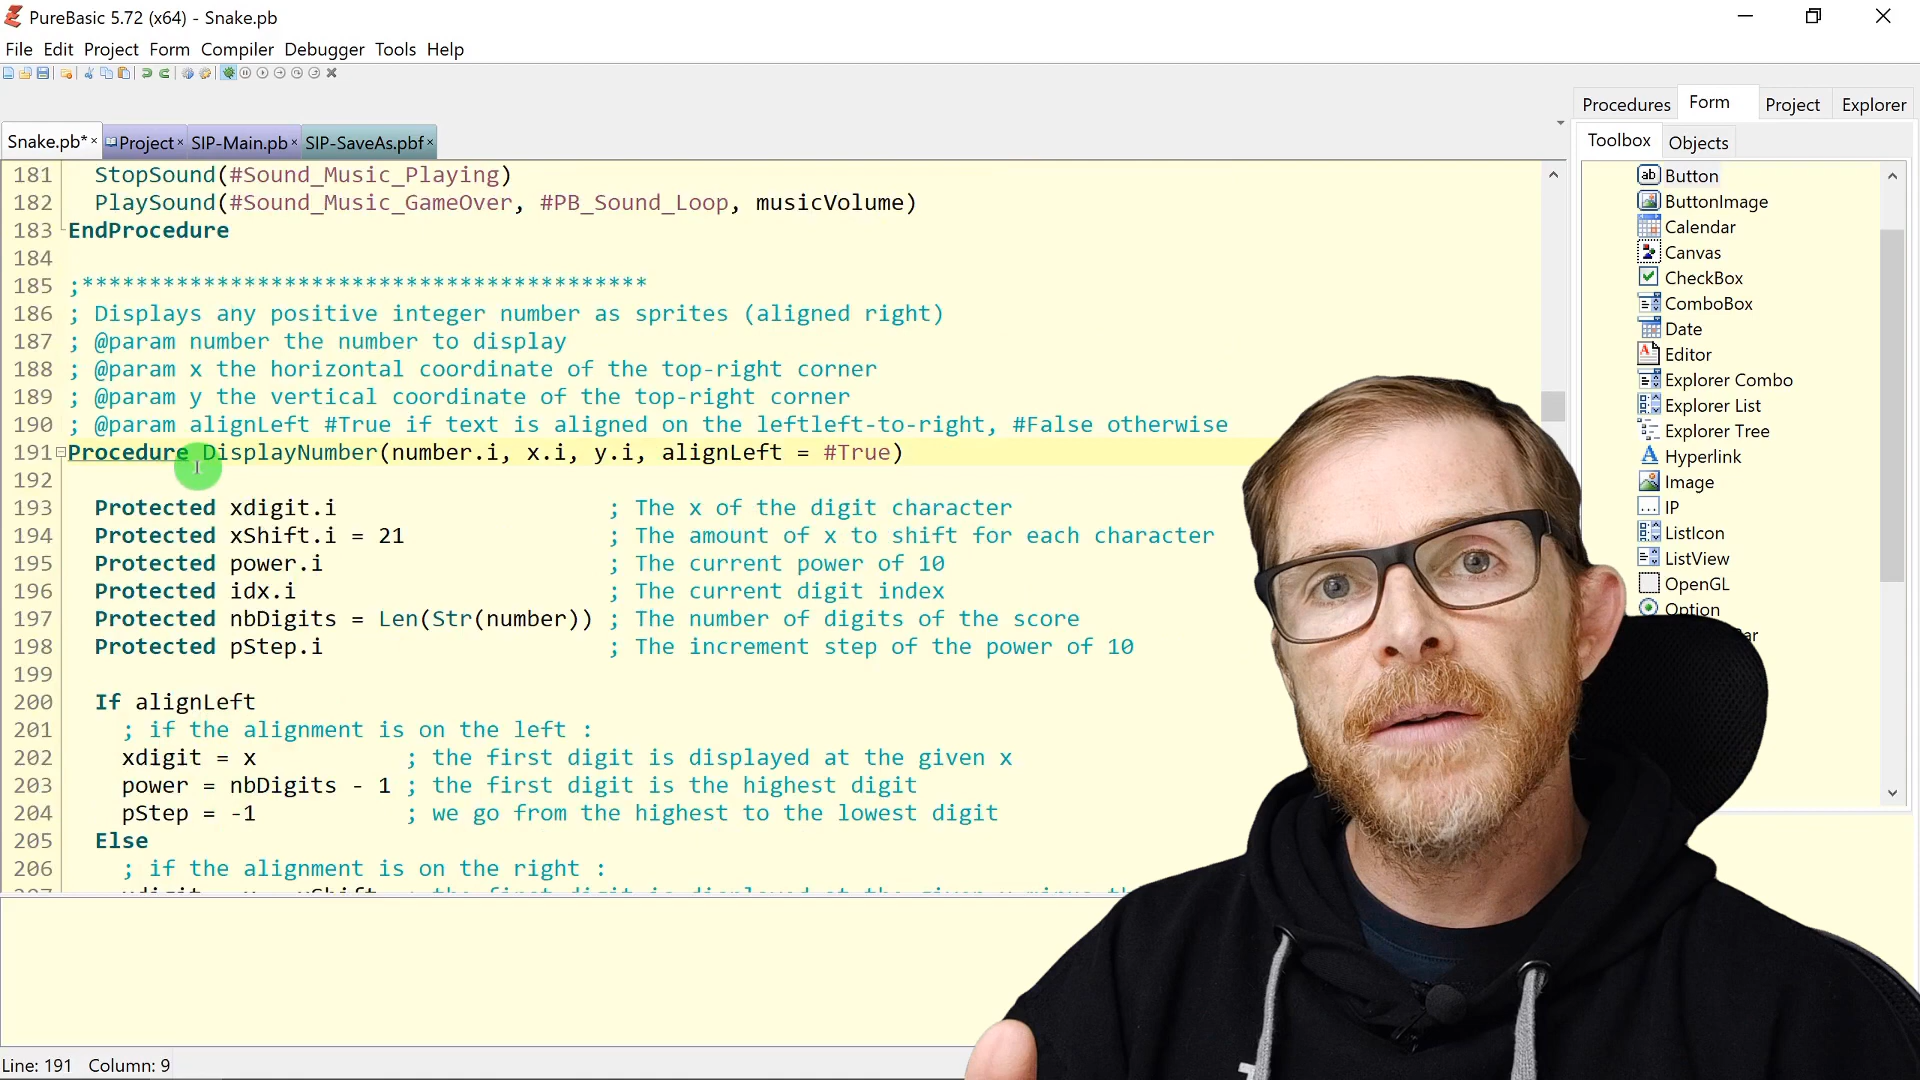 PureBasic 5.72 (x64) - Snake.pb
File Edit Project Form Compiler Debugger Tools Help
Procedures Form Project Explorer
Snake.pb* Project SIP-Main.pb SIP-SaveAs.pbf
Toolbox Objects
181 StopSound(#Sound_Music_Playing)
182 PlaySound(#Sound_Music_GameOver, #PB_Sound_Loop, musicVolume)
183 EndProcedure
184
185 ;******************************************
186 ; Displays any positive integer number as sprites (aligned right)
187 ; @param number the number to display
188 ; @param x the horizontal coordinate of the top-right corner
189 ; @param y the vertical coordinate of the top-right corner
190 ; @param alignLeft #True if text is aligned on the leftleft-to-right, #False otherwise
191 Procedure DisplayNumber(number.i, x.i, y.i, alignLeft = #True)
192
193 Protected xdigit.i ; The x of the digit character
194 Protected xShift.i = 21 ; The amount of x to shift for each character
195 Protected power.i ; The current power of 10
196 Protected idx.i ; The current digit index
197 Protected nbDigits = Len(Str(number)) ; The number of digits of the score
198 Protected pStep.i ; The increment step of the power of 10
199
200 If alignLeft
201 ; if the alignment is on the left :
202 xdigit = x ; the first digit is displayed at the given x
203 power = nbDigits - 1 ; the first digit is the highest digit
204 pStep = -1 ; we go from the highest to the lowest digit
205 Else
206 ; if the alignment is on the right :
Button
ButtonImage
Calendar
Canvas
CheckBox
ComboBox
Date
Editor
Explorer Combo
Explorer List
Explorer Tree
Hyperlink
Image
IP
ListIcon
ListView
OpenGL
Option
Line: 191 Column: 9